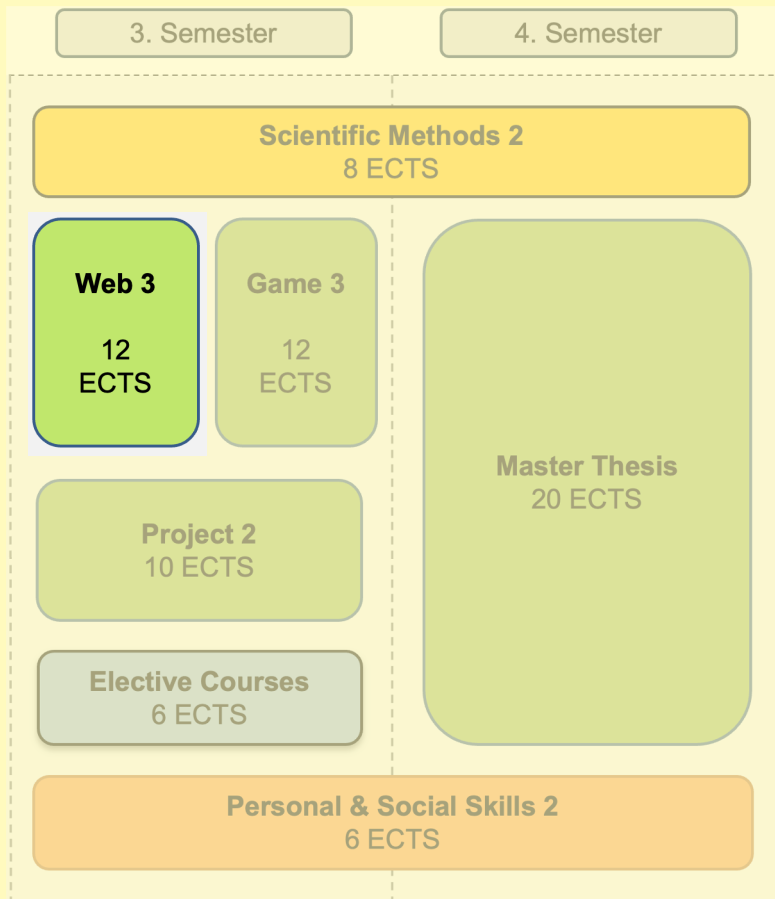 3. Semester
4. Semester
Scientific Methods 2
8 ECTS
Web 3
12
ECTS
Game 3
12
ECTS
Master Thesis
20 ECTS
Project 2
10 ECTS
Elective Courses
6 ECTS
Personal & Social Skills 2
6 ECTS